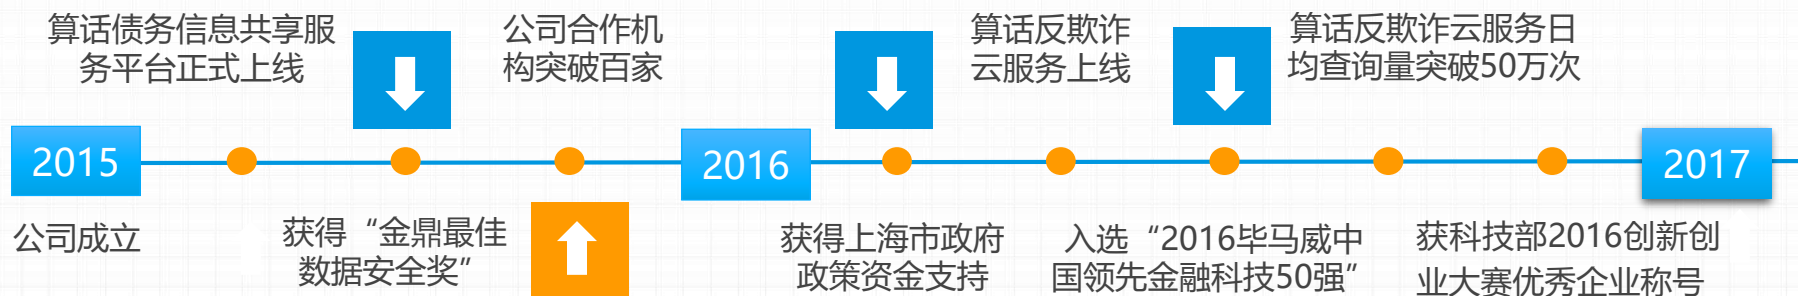 算话债务信息共享服
务平台正式上线
公司合作机
构突破百家
算话反欺诈
云服务上线
算话反欺诈云服务日
均查询量突破50万次
2015
2016
2017
公司成立
获得“金鼎最佳
数据安全奖”
获得上海市政府
政策资金支持
入选“2016毕马威中
国领先金融科技50强”
获科技部2016创新创
业大赛优秀企业称号